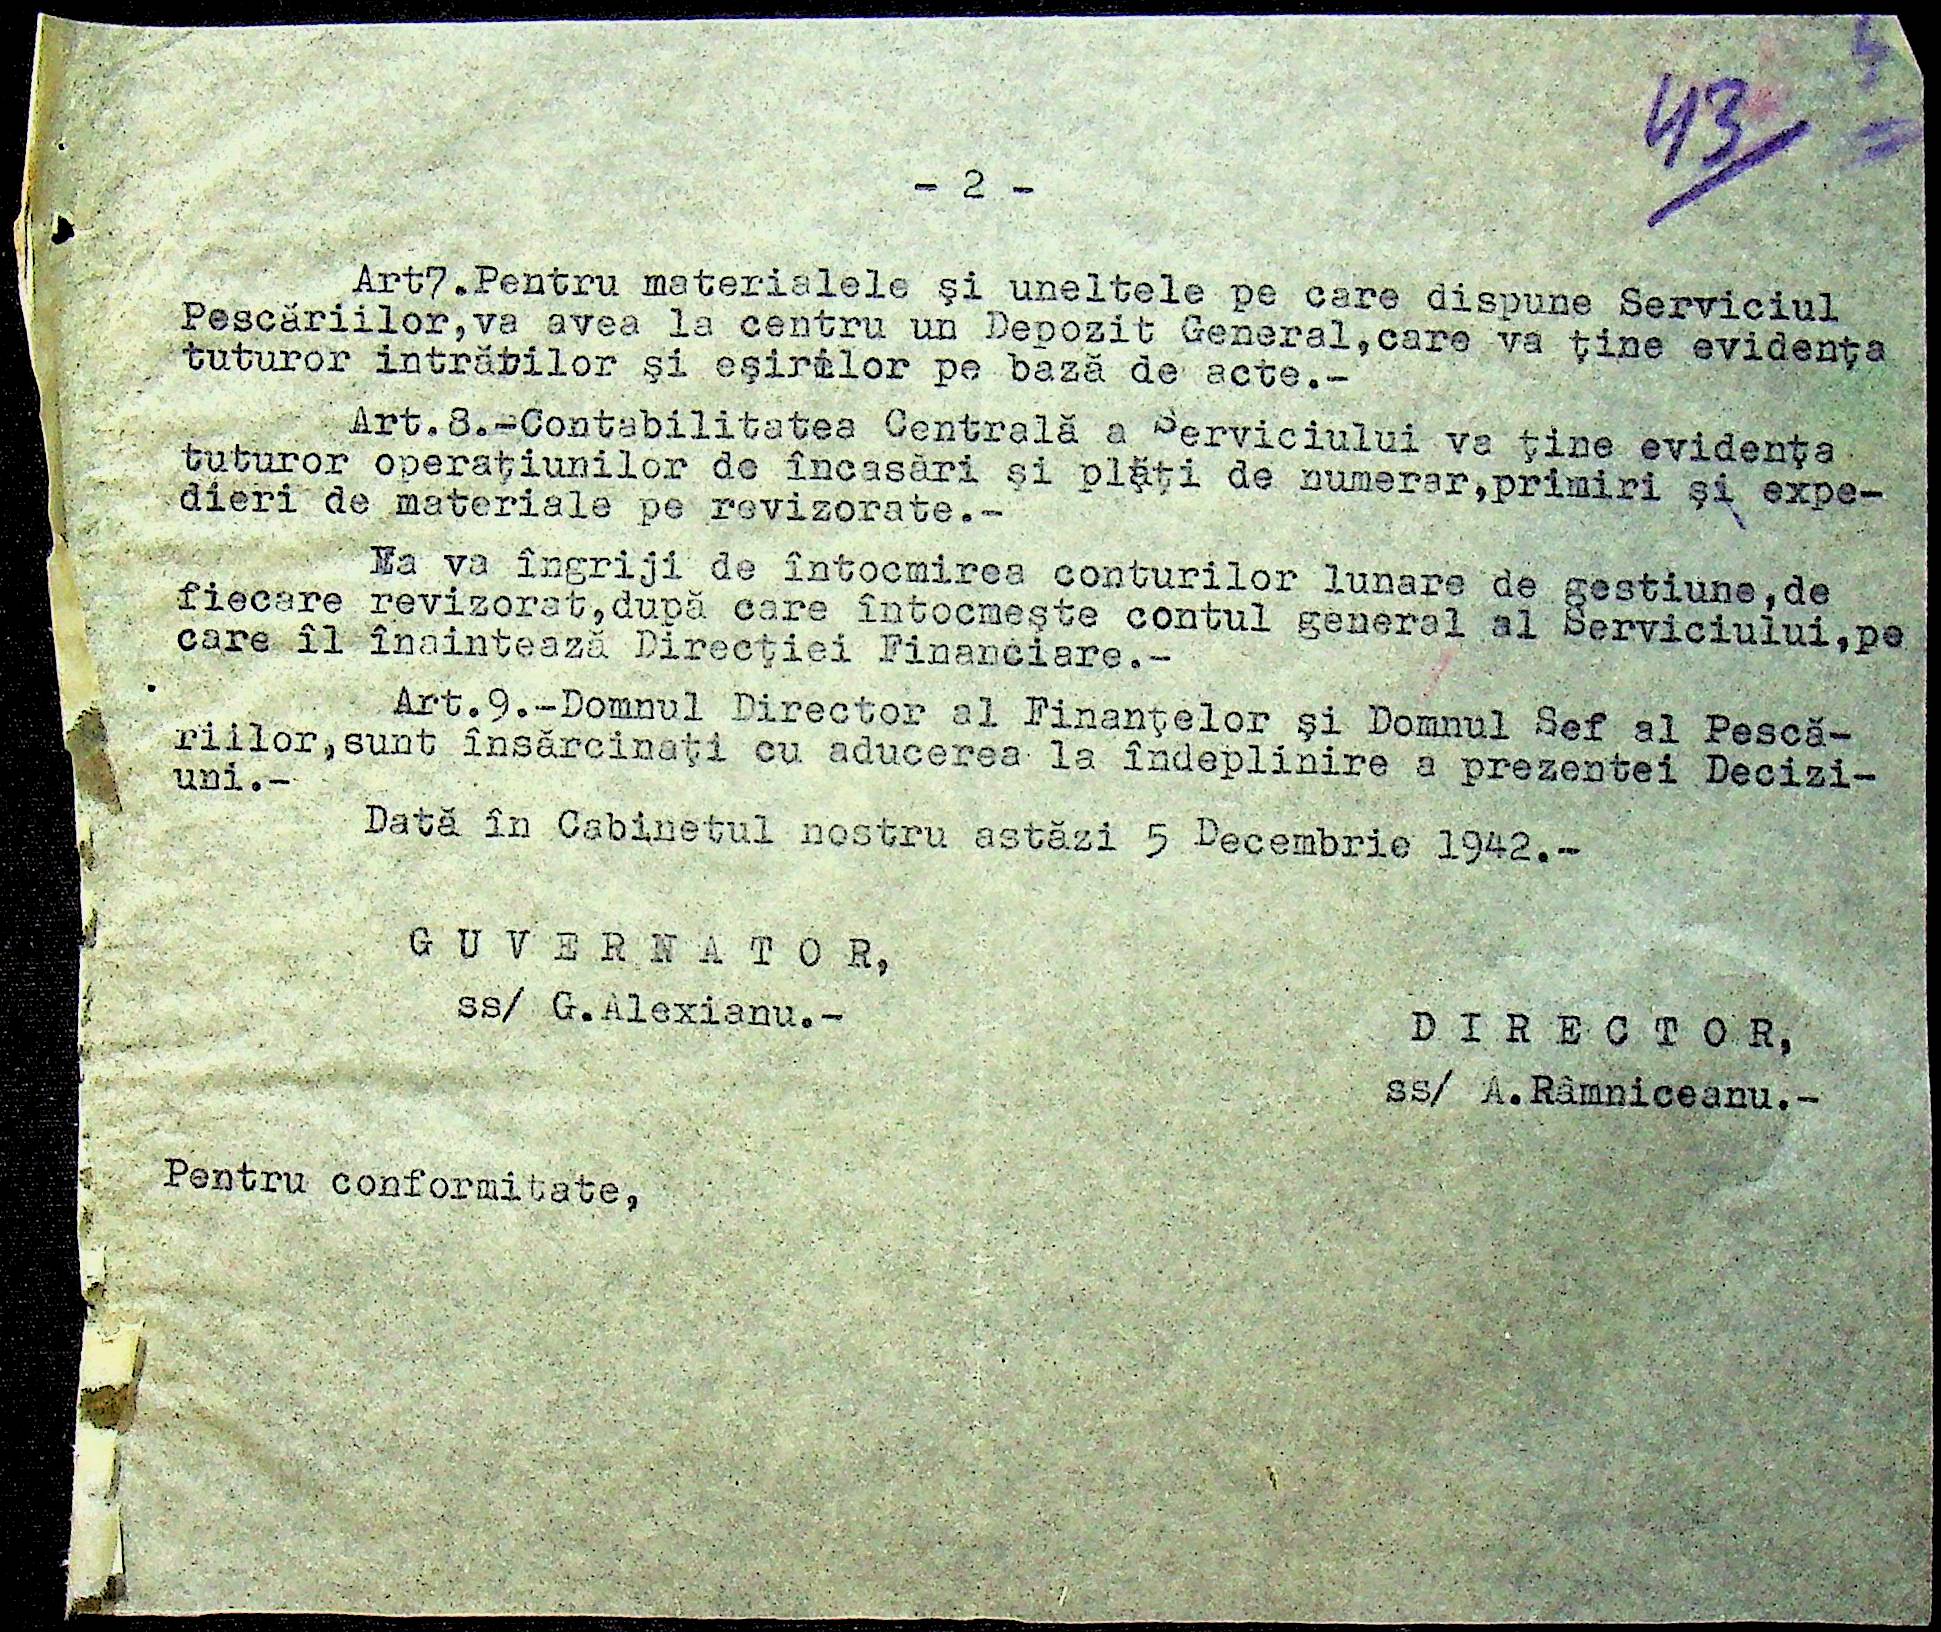 43
- 2 -
Art7.Pentru materialele şi uneltele pe care dispune Serviciul
Pescăriilor,va avea la centru un Depozit General,care va ţine evidenţa
tuturor intrărilor şi eşirilor pe bază de acte.-
Art.8.-Contabilitatea Centrală a Serviciului va ţine evidenţa
tuturor operaţiunilor de încasări şi plăţi de numerar,primiri şi expe-
dieri de materiale pe revizorate.-
Ea va îngriji de întocmirea conturilor lunare de gestiune,de
fiecare revizorat,după care întocmeşte contul general al Serviciului,pe
care îl înaintează Direcţiei Financiare.-
Art.9.-Domnul Director al Finanţelor şi Domnul Sef al Pescă-
riilor,sunt însărcinaţi cu aducerea la îndeplinire a prezentei Decizi-
uni.-
Dată în Cabinetul nostru astăzi 5 Decembrie 1942.-
G U V E R N A T O R,
ss/ G.Alexianu.-
D I R E C T O R,
ss/ A.Râmniceanu.-
Pentru conformitate,